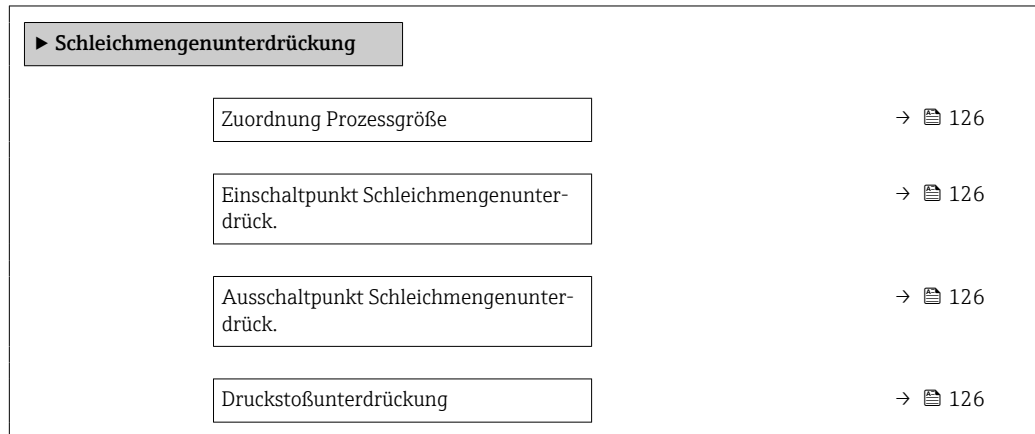 ▶ Schleichmengenunterdrückung
Zuordnung Prozessgröße → 126
Einschaltpunkt Schleichmengenunter- → 126
drück.
Ausschaltpunkt Schleichmengenunter- → 126
drück.
Druckstoßunterdrückung → 126